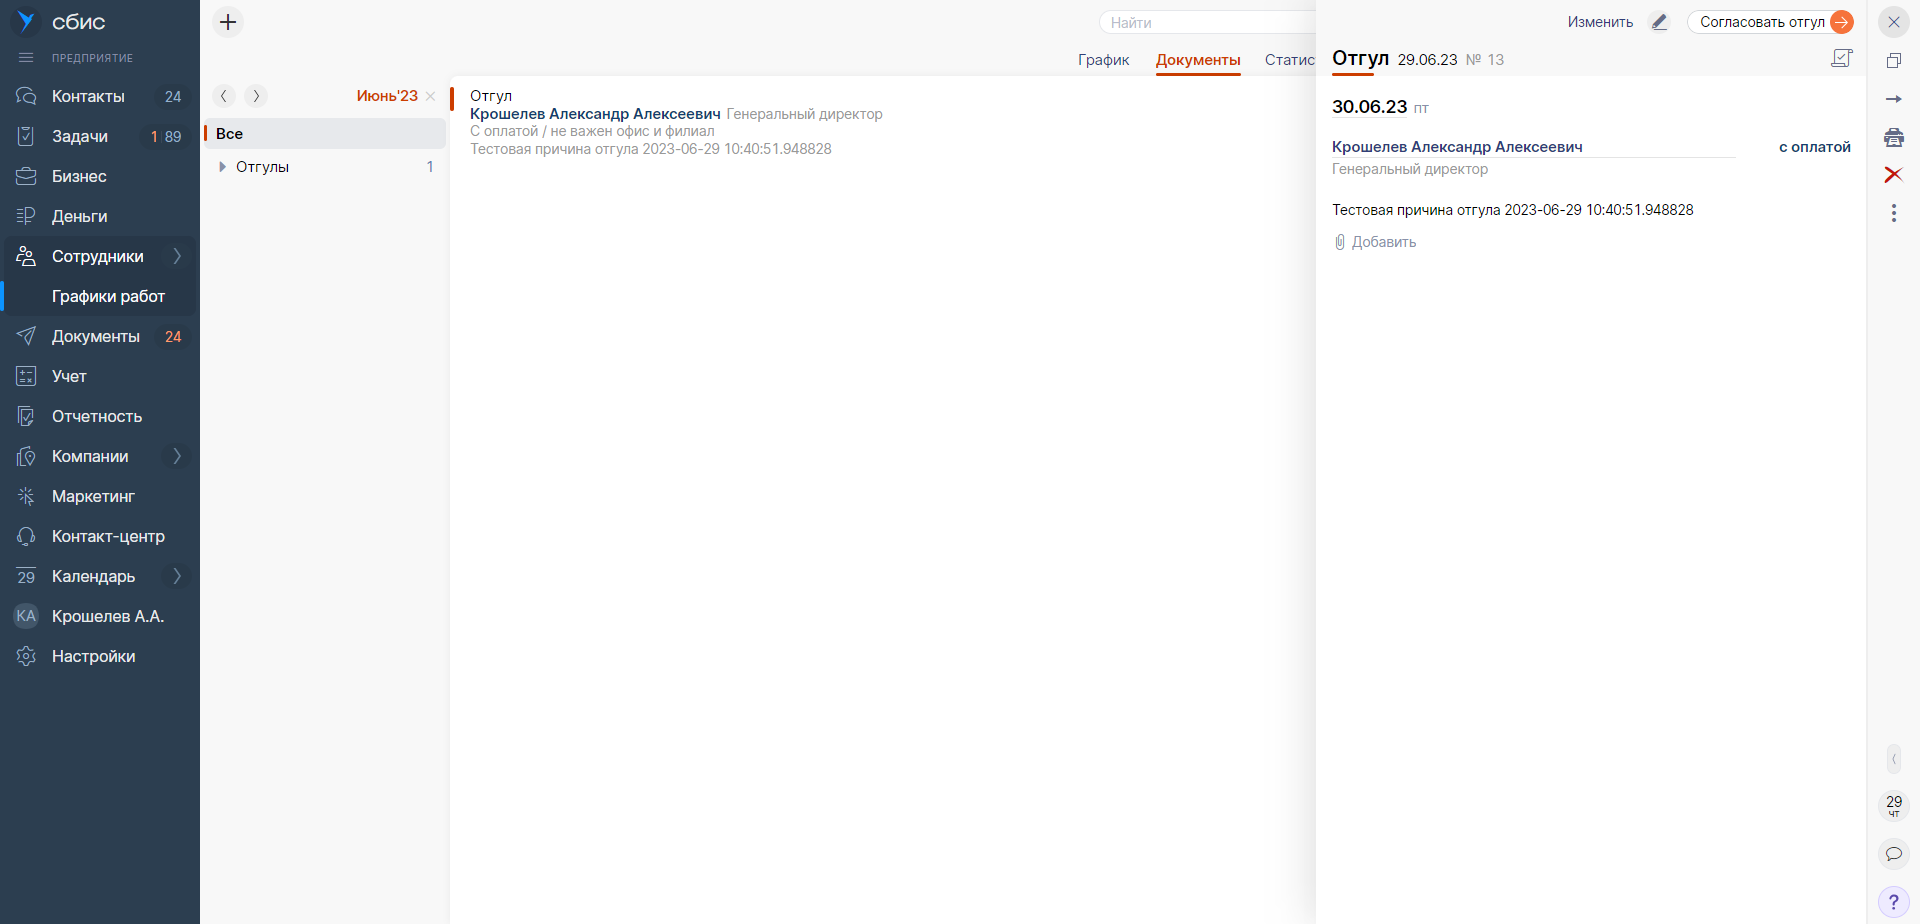 сбис
ПРЕДПРИЯТИЕ
Контакты 24
Задачи 1 89
Бизнес
Деньги
Сотрудники
Графики работ
Документы 24
Учет
Отчетность
Компании
Маркетинг
Контакт-центр
29 Календарь
КА Крошелев А.А.
Настройки
Найти
График Документы Статис
Июнь'23
Все
Отгулы 1
Отгул
Крошелев Александр Алексеевич Генеральный директор
С оплатой / не важен офис и филиал
Тестовая причина отгула 2023-06-29 10:40:51.948828
Изменить Согласовать отгул
Отгул 29.06.23 № 13
30.06.23 пт
Крошелев Александр Алексеевич с оплатой
Генеральный директор
Тестовая причина отгула 2023-06-29 10:40:51.948828
Добавить
29
чт
?